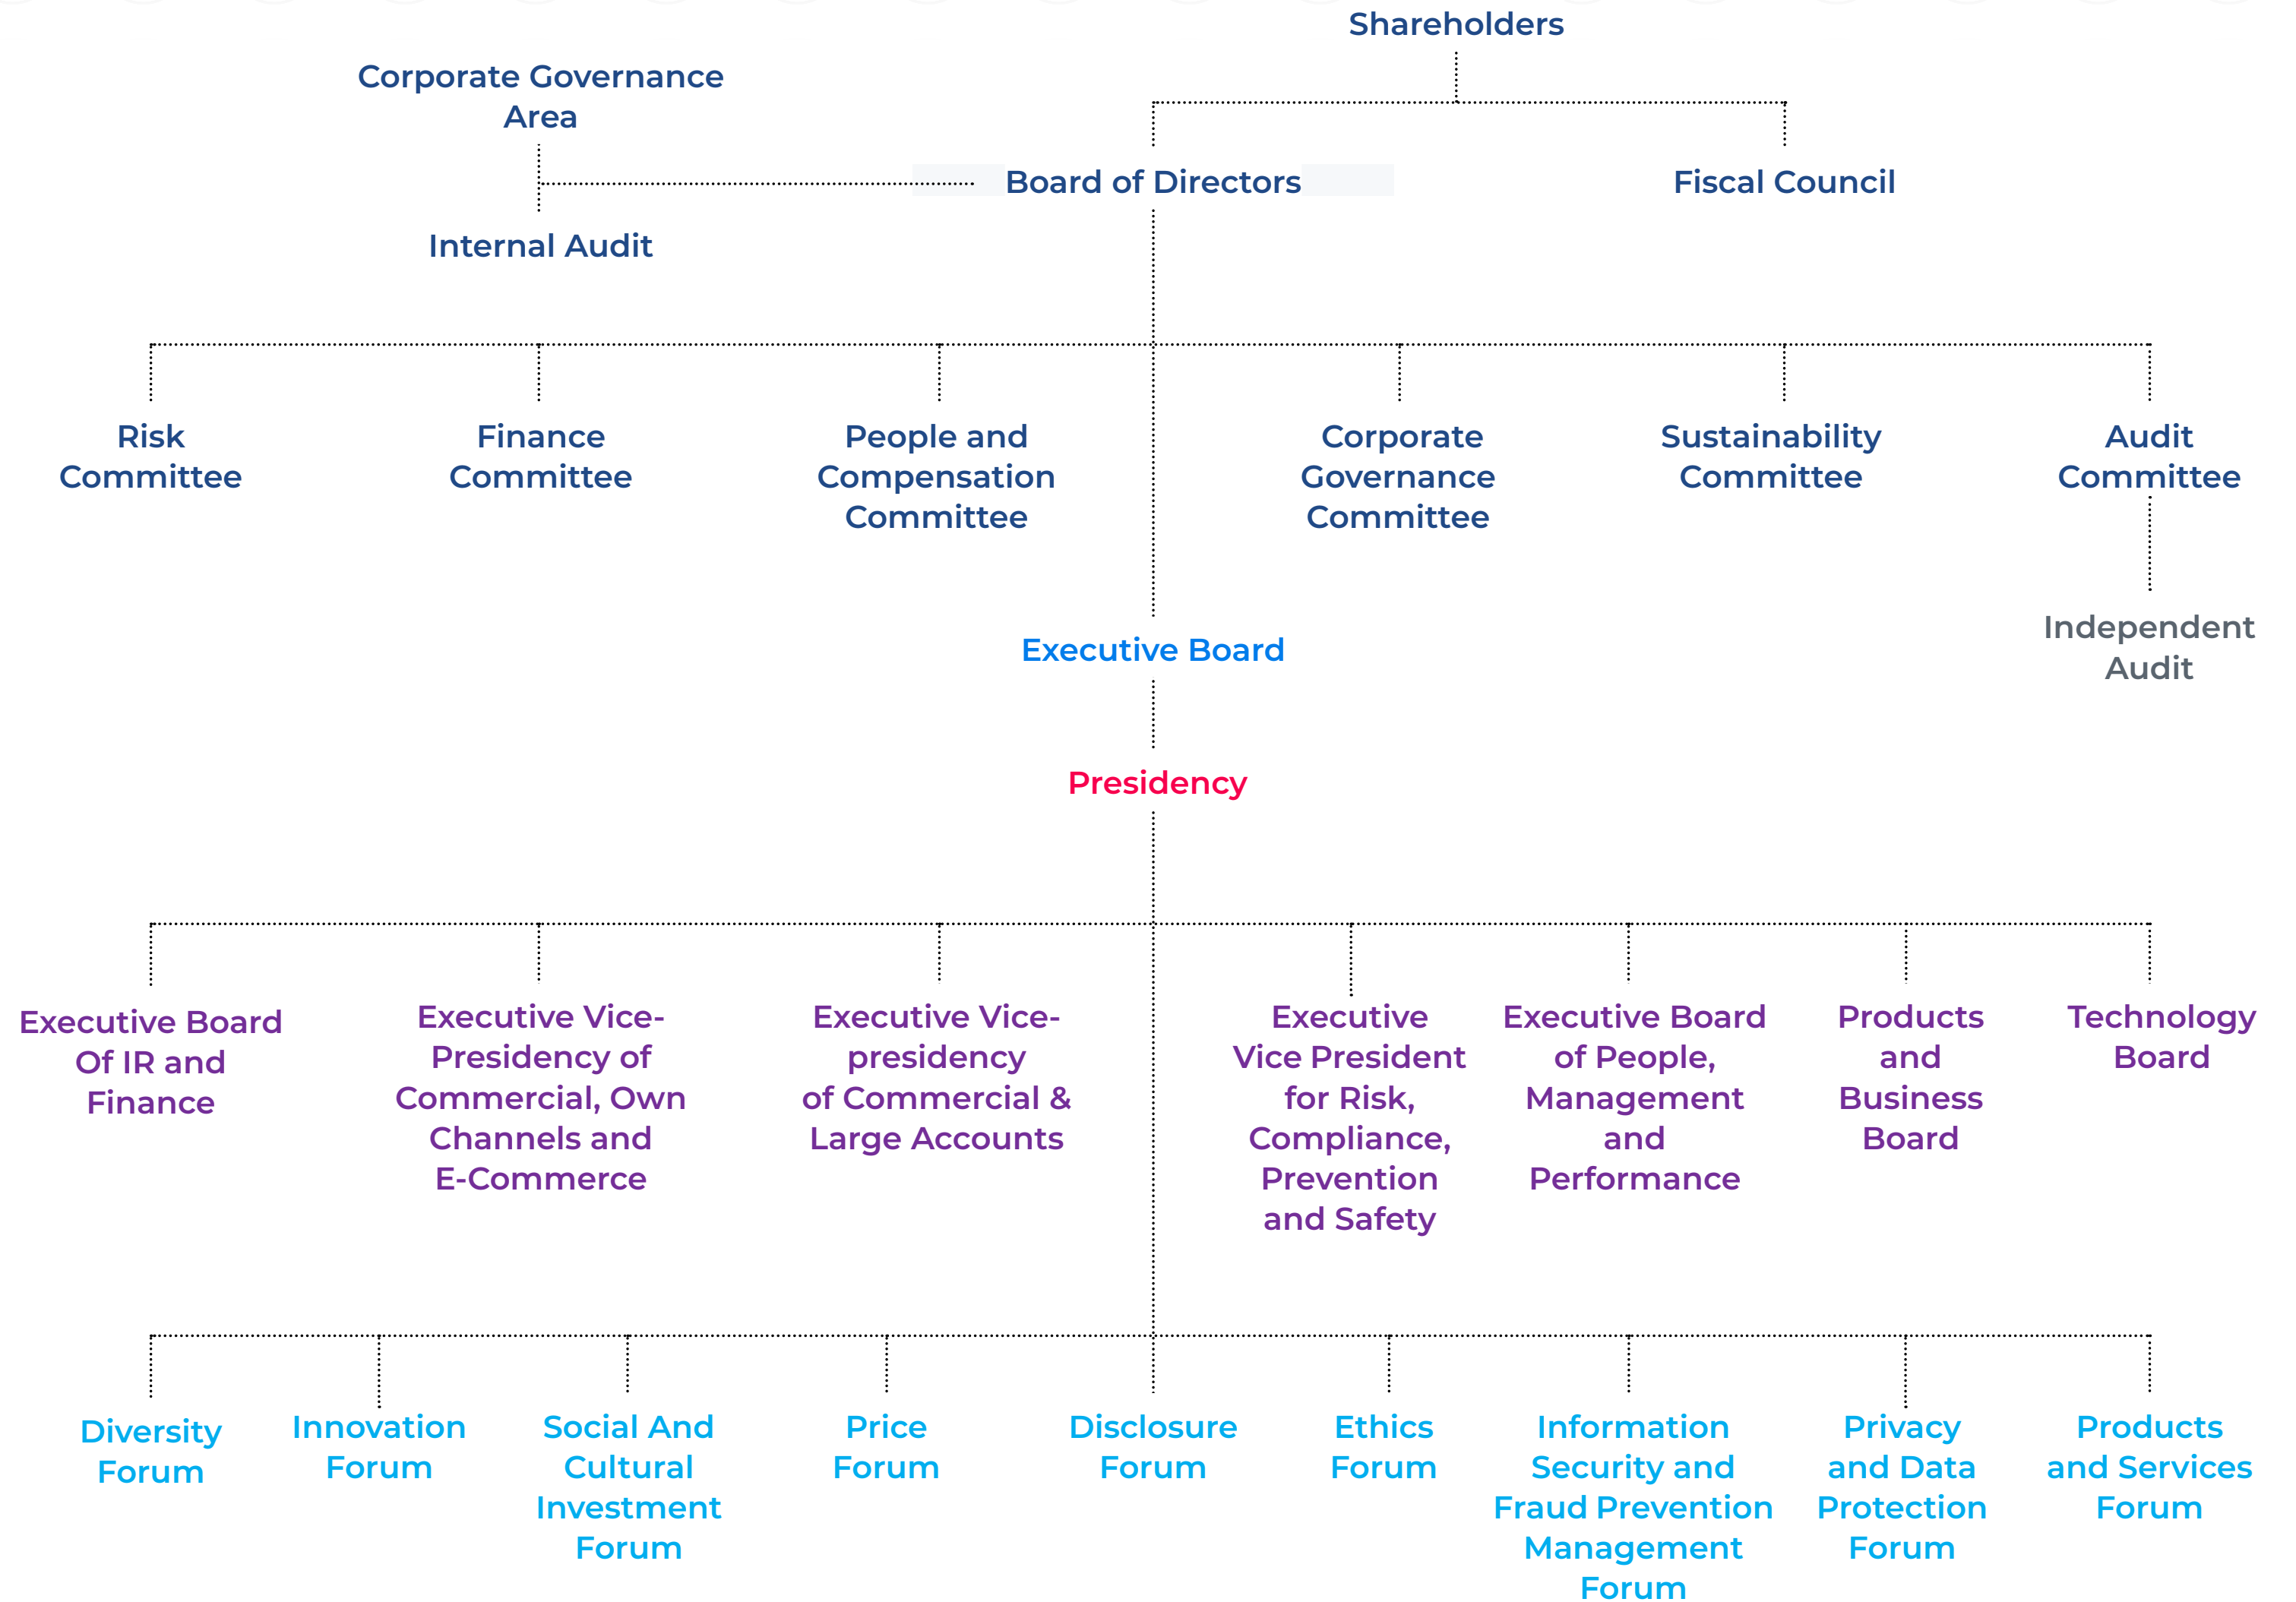 Shareholders
Corporate Governance
Area
Board of Directors
Fiscal Council
Internal Audit
Risk
Committee
Finance
Committee
People and
Compensation
Committee
Corporate
Governance
Committee
Sustainability
Committee
Audit
Committee
Independent
Audit
Executive Board
Presidency
Executive Board
Of IR and
Finance
Executive Vice-
Presidency of
Commercial, Own
Channels and
E-Commerce
Executive Vice-
presidency
of Commercial &
Large Accounts
Executive
Vice President
for Risk,
Compliance,
Prevention
and Safety
Executive Board
of People,
Management
and
Performance
Products
and
Business
Board
Technology
Board
Diversity
Forum
Innovation
Forum
Social And
Cultural
Investment
Forum
Price
Forum
Disclosure
Forum
Ethics
Forum
Information
Security and
Fraud Prevention
Management
Forum
Privacy
and Data
Protection
Forum
Products
and Services
Forum